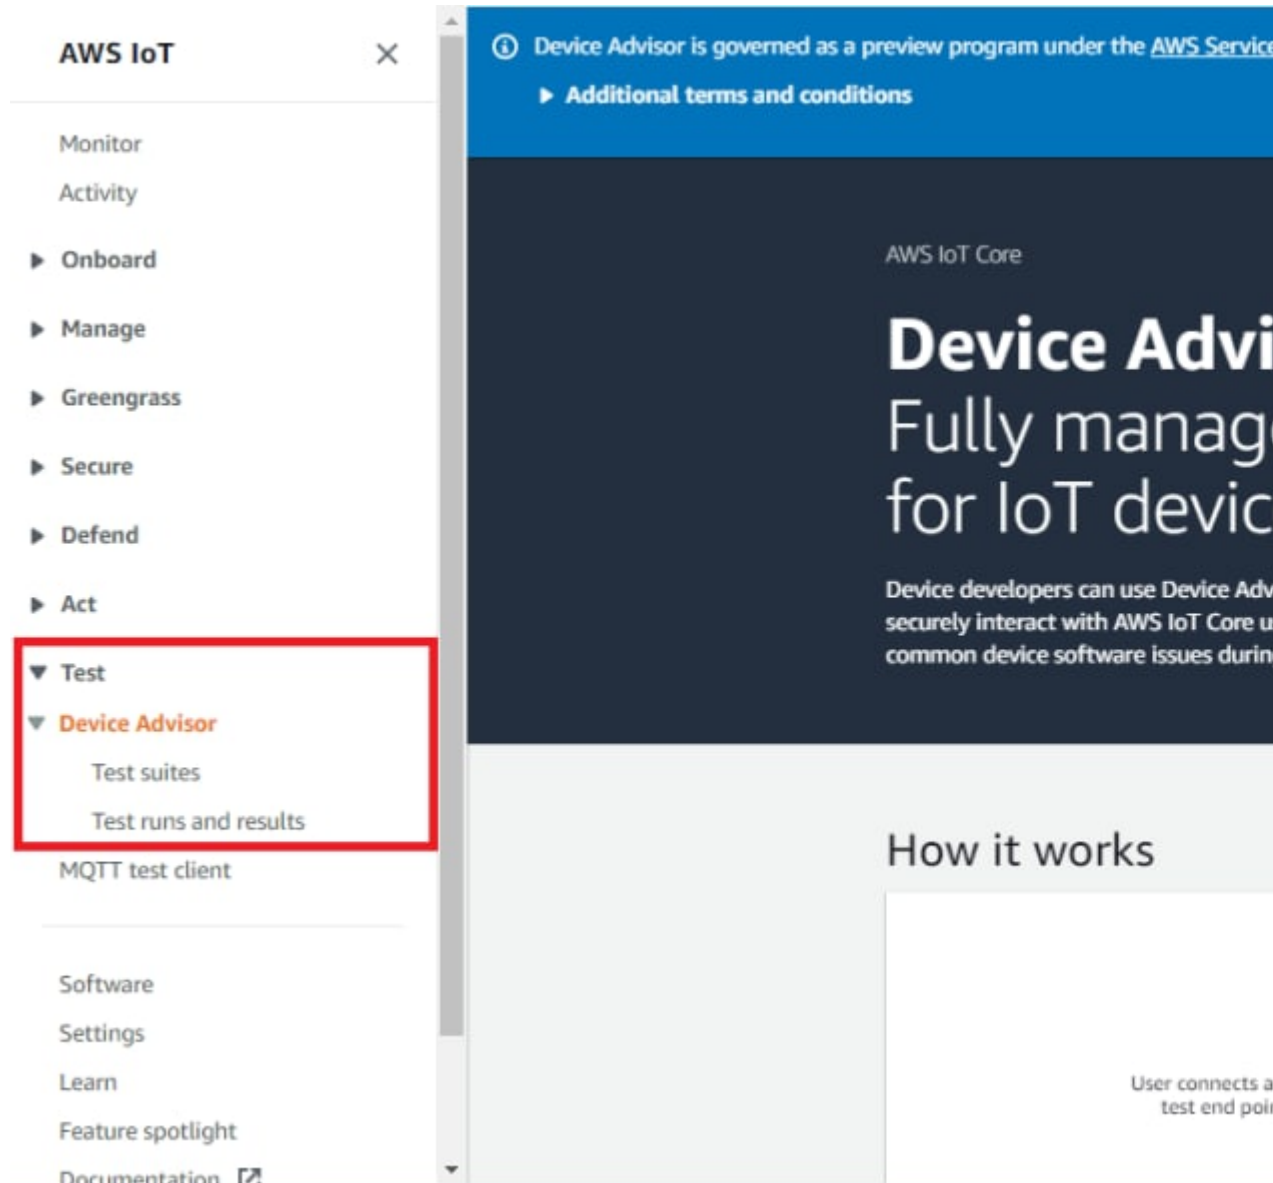 AWS IoT
Monitor
Activity
Onboard
Manage
Greengrass
Secure
Defend
Act
Test
Device Advisor
Test suites
Test runs and results
MQTT test client
Software
Settings
Learn
Feature spotlight
Documentation
Device Advisor is governed as a preview program under the AWS Service
Additional terms and conditions
AWS IoT Core
Device Advi
Fully manag
for IoT devic
Device developers can use Device Adv
securely interact with AWS IoT Core u
common device software issues durin
How it works
User connects a
test end poi